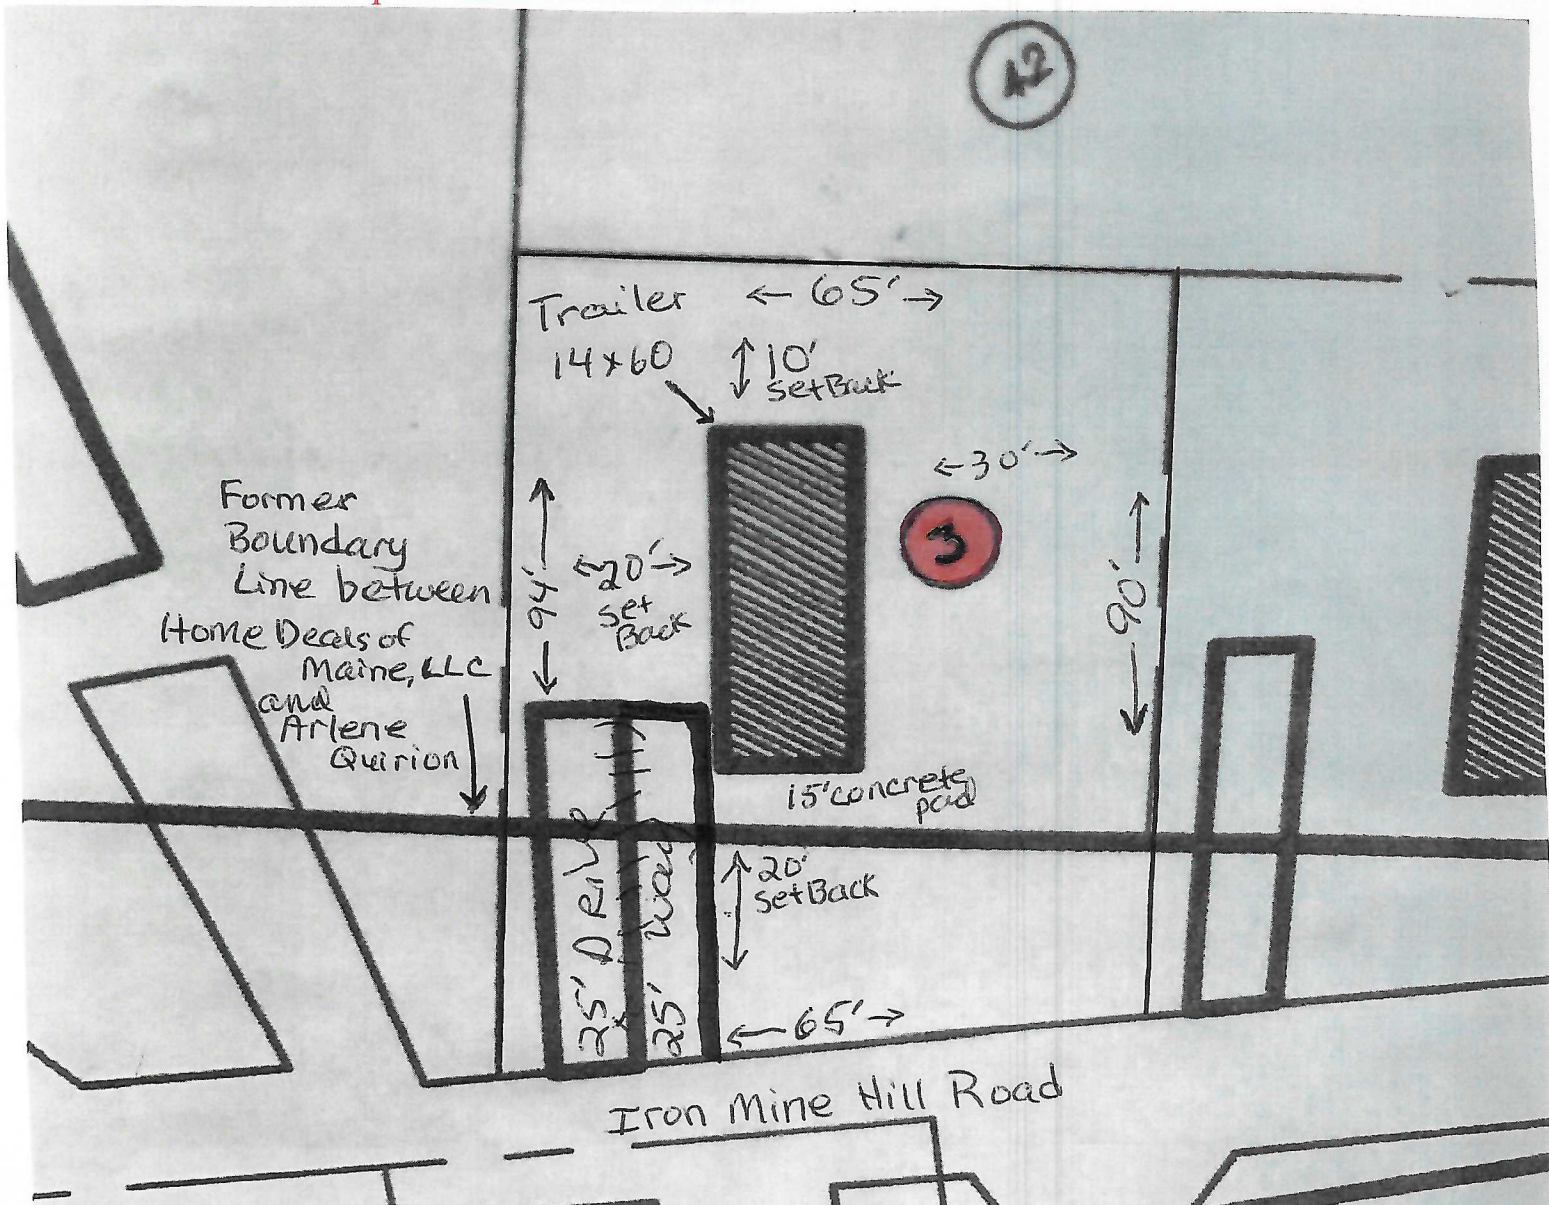 42
Trailer
← 65' →
14x60
10'
setBack
←30'→
3
Former
Boundary
Line between
Home Deals of
Maine, LLC
and
Arlene
Quirion
94'
←20'→
set
Back
90'
15' concrete
pad
25' DRIVE
25' Way
20'
setBack
←65'→
Iron Mine Hill Road